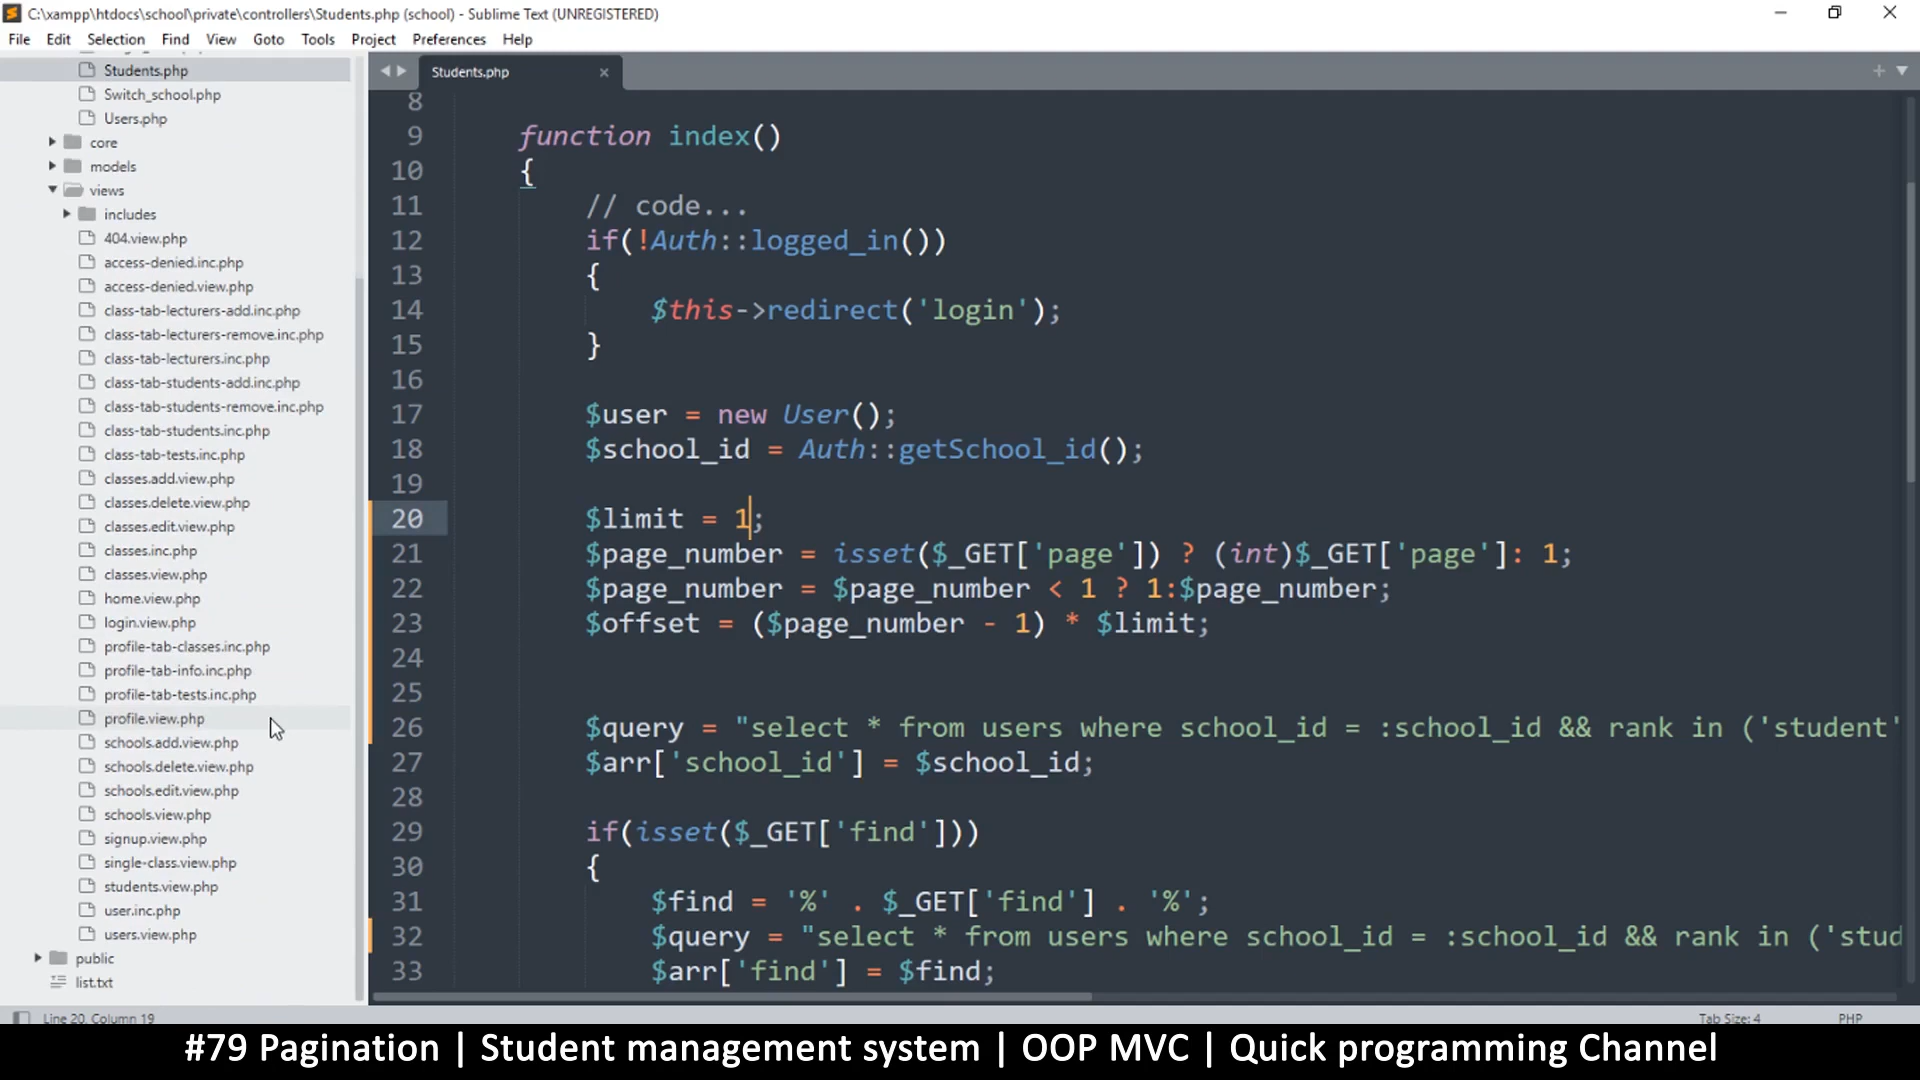 C:\xampp\htdocs\school\private\controllers\Students.php (school) - Sublime Text (UNREGISTERED)
File Edit Selection Find View Goto Tools Project Preferences Help
Students.php
Switch_school.php
Users.php
core
models
views
includes
404.view.php
access-denied.inc.php
access-denied.view.php
class-tab-lecturers-add.inc.php
class-tab-lecturers-remove.inc.php
class-tab-lecturers.inc.php
class-tab-students-add.inc.php
class-tab-students-remove.inc.php
class-tab-students.inc.php
class-tab-tests.inc.php
classes.add.view.php
classes.delete.view.php
classes.edit.view.php
classes.inc.php
classes.view.php
home.view.php
login.view.php
profile-tab-classes.inc.php
profile-tab-info.inc.php
profile-tab-tests.inc.php
profile.view.php
schools.add.view.php
schools.delete.view.php
schools.edit.view.php
schools.view.php
signup.view.php
single-class.view.php
students.view.php
user.inc.php
users.view.php
public
list.txt
Students.php
8
9 function index()
10 {
11 // code...
12 if(!Auth::logged_in())
13 {
14 $this->redirect('login');
15 }
16
17 $user = new User();
18 $school_id = Auth::getSchool_id();
19
20 $limit = 1;
21 $page_number = isset($_GET['page']) ? (int)$_GET['page']: 1;
22 $page_number = $page_number < 1 ? 1:$page_number;
23 $offset = ($page_number - 1) * $limit;
24
25
26 $query = "select * from users where school_id = :school_id && rank in ('student'
27 $arr['school_id'] = $school_id;
28
29 if(isset($_GET['find']))
30 {
31 $find = '%' . $_GET['find'] . '%';
32 $query = "select * from users where school_id = :school_id && rank in ('stud
33 $arr['find'] = $find;
Line 20, Column 19
Tab Size: 4 PHP
#79 Pagination | Student management system | OOP MVC | Quick programming Channel